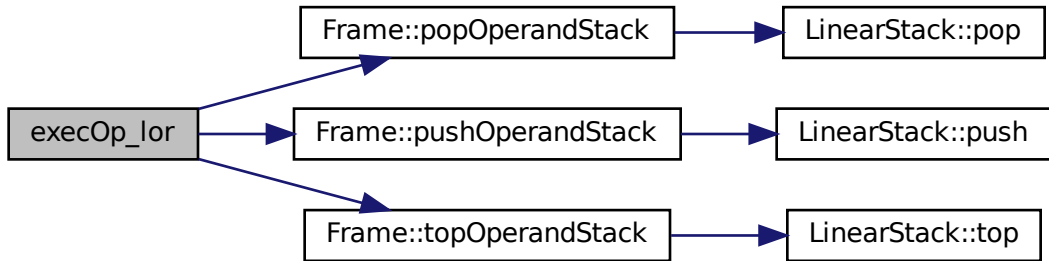 Frame::popOperandStack
LinearStack::pop
execOp_lor
Frame::pushOperandStack
LinearStack::push
Frame::topOperandStack
LinearStack::top